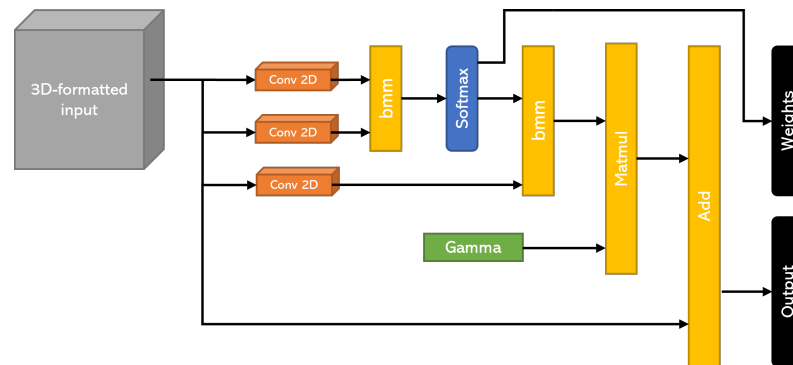 3D-formatted
input
Conv 2D
Conv 2D
Conv 2D
bmm
Softmax
bmm
Matmul
Gamma
Add
Weights
Output